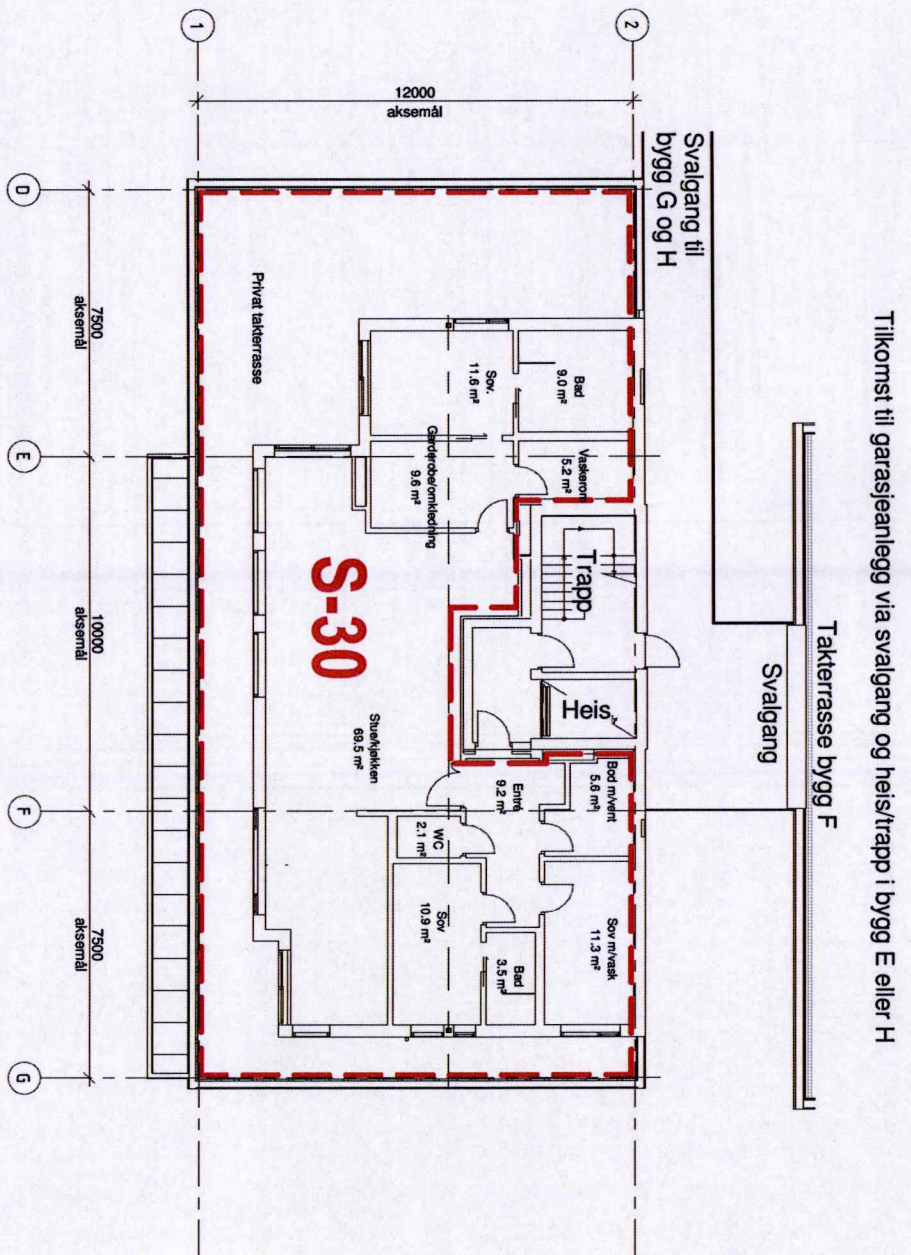 Tilkomst til garasjeanlegg via svalgang og heis/trapp i bygg E eller H
Takterrrasse bygg F
Svalgang
Svalgang til
bygg G og H
2
1
12000
aksemål
Bad
9.0 m²
Vaskerom
5.2 m²
Trapp
Heis
Bod m/vent
5.6 m²
Sov m/vask
11.3 m²
Sov.
11.6 m²
Garderobe/omkledning
9.6 m²
Entré
9.2 m²
WC
2.1 m²
Sov
10.9 m²
Bad
3.5 m²
S-30
Stue/kjøkken
69.5 m²
Privat takterrasse
7500
aksemål
10000
aksemål
7500
aksemål
D
E
F
G